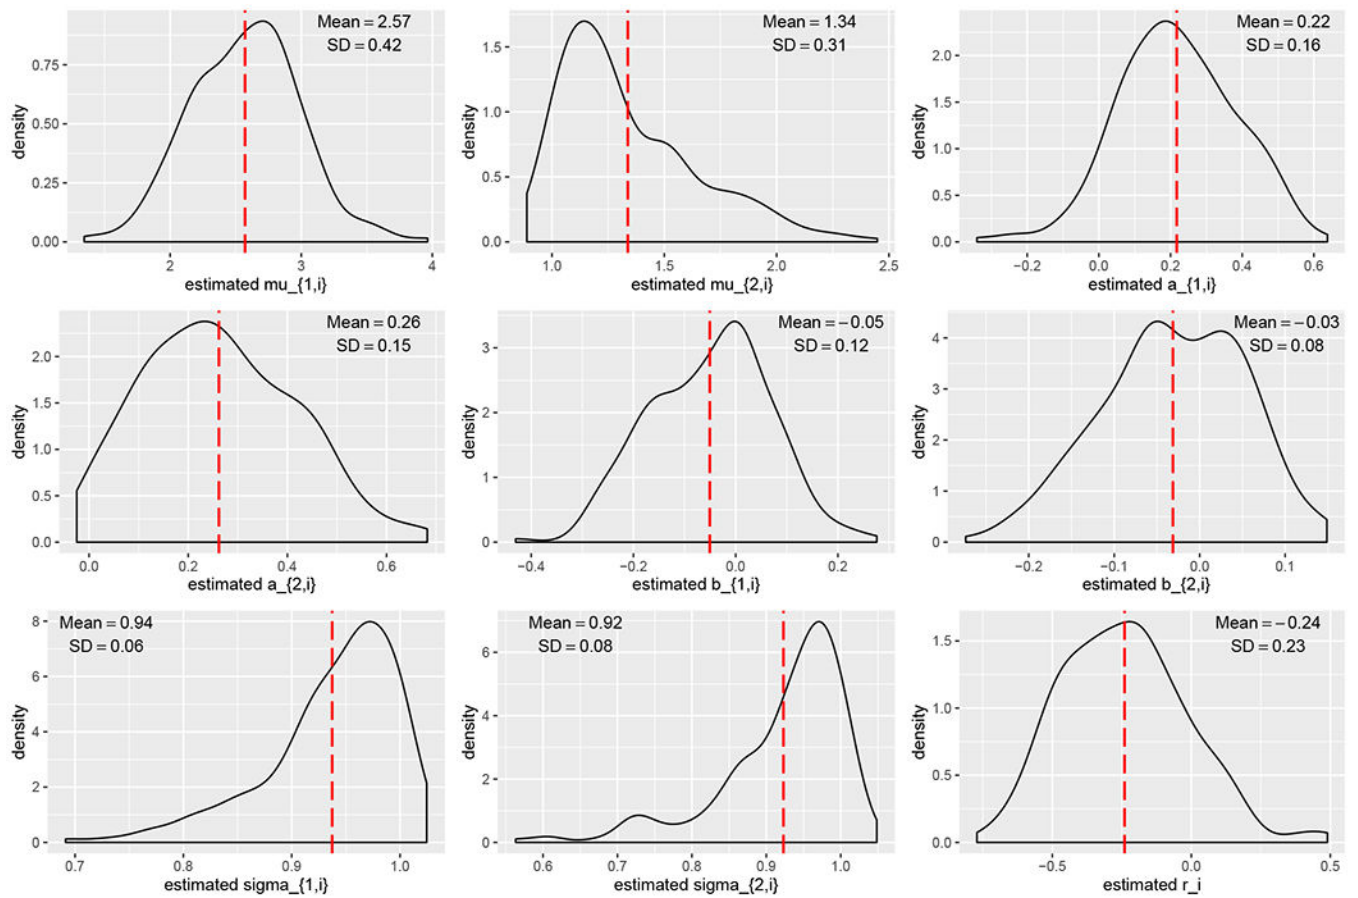 Mean = 2.57
SD = 0.42
density
0.75
0.50
0.25
0.00
2
3
4
estimated mu_{1,i}
Mean = 1.34
SD = 0.31
density
1.5
1.0
0.5
0.0
1.0
1.5
2.0
2.5
estimated mu_{2,i}
Mean = 0.22
SD = 0.16
density
2.0
1.5
1.0
0.5
0.0
−0.2
0.0
0.2
0.4
0.6
estimated a_{1,i}
Mean = 0.26
SD = 0.15
density
2.0
1.5
1.0
0.5
0.0
0.0
0.2
0.4
0.6
estimated a_{2,i}
Mean = −0.05
SD = 0.12
density
3
2
1
0
−0.4
−0.2
0.0
0.2
estimated b_{1,i}
Mean = −0.03
SD = 0.08
density
4
3
2
1
0
−0.2
−0.1
0.0
0.1
estimated b_{2,i}
Mean = 0.94
SD = 0.06
density
8
6
4
2
0
0.7
0.8
0.9
1.0
estimated sigma_{1,i}
Mean = 0.92
SD = 0.08
density
6
4
2
0
0.6
0.7
0.8
0.9
1.0
estimated sigma_{2,i}
Mean = −0.24
SD = 0.23
density
1.5
1.0
0.5
0.0
−0.5
0.0
0.5
estimated r_i